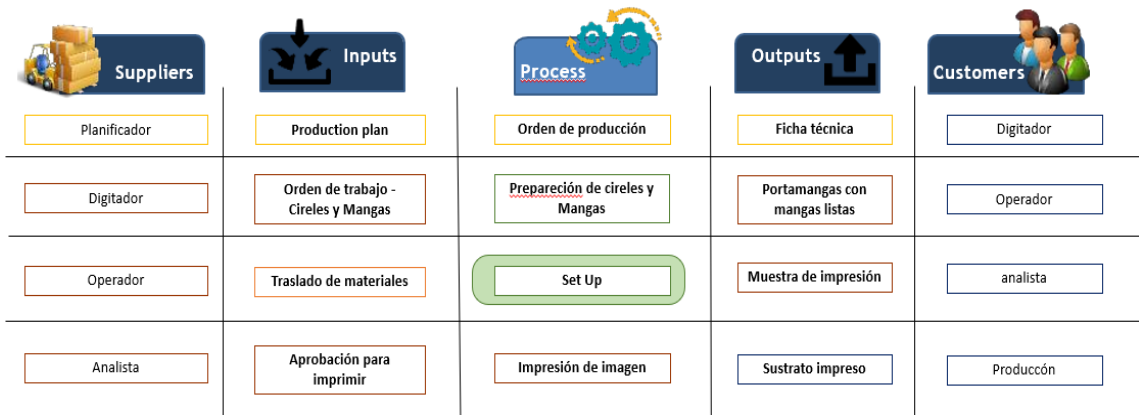 Suppliers
Inputs
Process
Outputs
Customers
Planificador
Production plan
Orden de producción
Ficha técnica
Digitador
Digitador
Orden de trabajo -
Cireles y Mangas
Prepareción de cireles y
Mangas
Portamangas con
mangas listas
Operador
Operador
Traslado de materiales
Set Up
Muestra de impresión
analista
Analista
Aprobación para
imprimir
Impresión de imagen
Sustrato impreso
Produccón